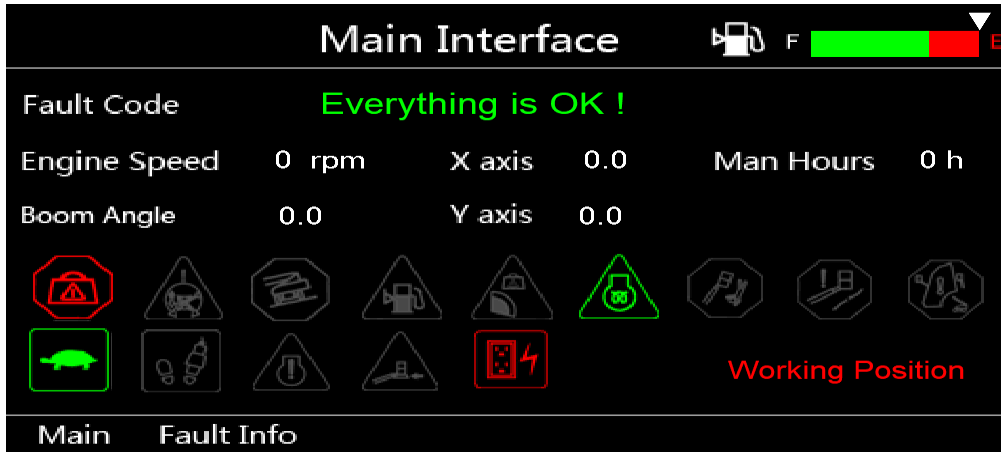 Main Interface F E
Fault Code Everything is OK !
Engine Speed 0 rpm X axis 0.0 Man Hours 0 h
Boom Angle 0.0 Y axis 0.0
Working Position
Main Fault Info